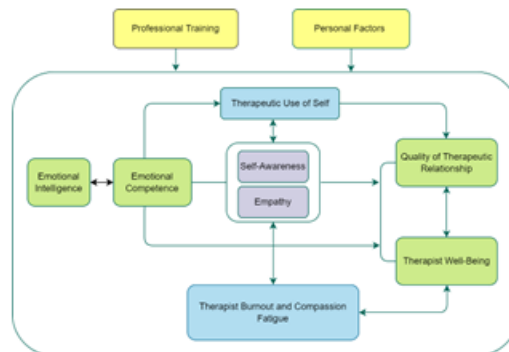 Professional Training
Personal Factors
Therapeutic Use of Self
Emotional
Intelligence
Emotional
Competence
Self-Awareness
Empathy
Quality of Therapeutic
Relationship
Therapist Well-Being
Therapist Burnout and Compassion
Fatigue